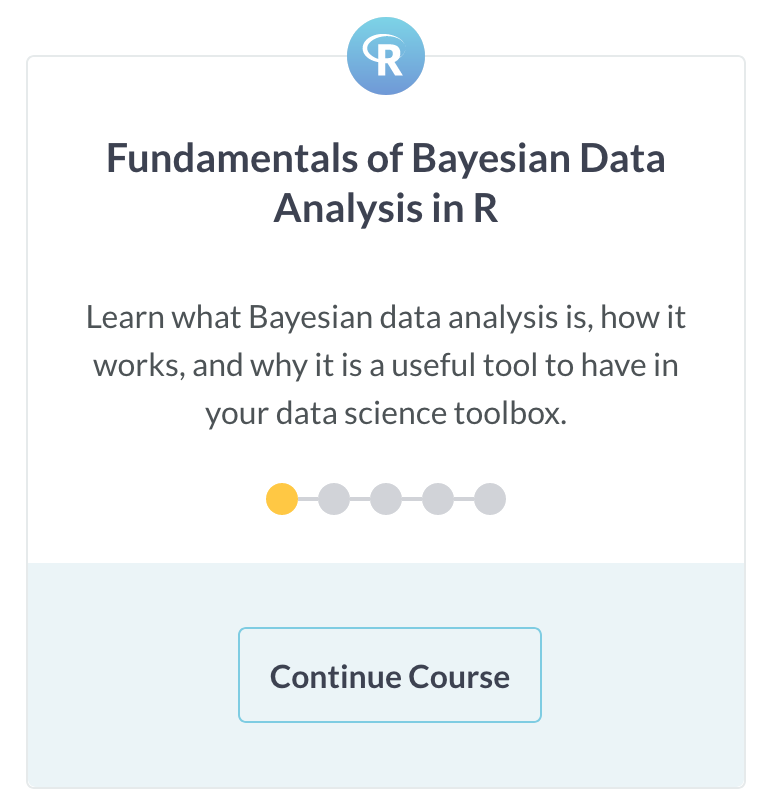 R
Fundamentals of Bayesian Data
Analysis in R
Learn what Bayesian data analysis is, how it
works, and why it is a useful tool to have in
your data science toolbox.
Continue Course